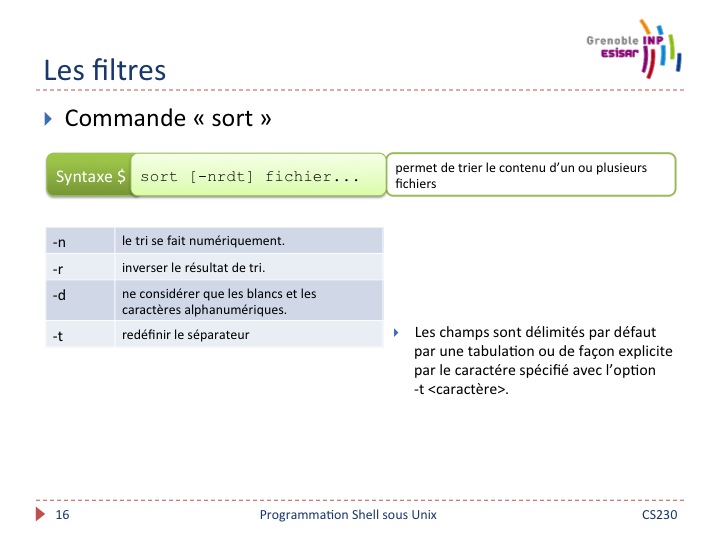 Grenoble INP
esisar
Les filtres
Commande « sort »
Syntaxe $ sort [-nrdt] fichier...
permet de trier le contenu d'un ou plusieurs
fichiers
-n le tri se fait numériquement.
-r inverser le résultat de tri.
-d ne considérer que les blancs et les
caractères alphanumériques.
-t redéfinir le séparateur
Les champs sont délimités par défaut
par une tabulation ou de façon explicite
par le caractére spécifié avec l'option
-t <caractère>.
16 Programmation Shell sous Unix CS230